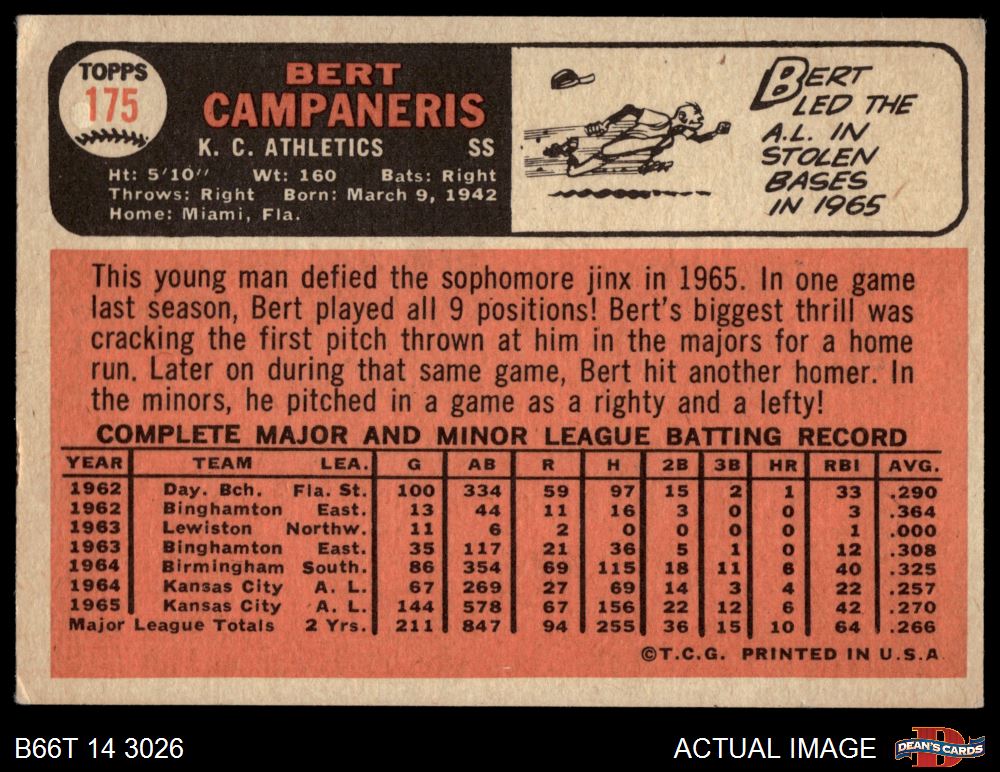 TOPPS
175
BERT
CAMPANERIS
K. C. ATHLETICS SS
Ht: 5'10" Wt: 160 Bats: Right
Throws: Right Born: March 9, 1942
Home: Miami, Fla.
BERT
LED THE
A.L. IN
STOLEN
BASES
IN 1965
This young man defied the sophomore jinx in 1965. In one game
last season, Bert played all 9 positions! Bert's biggest thrill was
cracking the first pitch thrown at him in the majors for a home
run. Later on during that same game, Bert hit another homer. In
the minors, he pitched in a game as a righty and a lefty!
COMPLETE MAJOR AND MINOR LEAGUE BATTING RECORD
YEAR TEAM LEA. G AB R H 2B 3B HR RBI AVG.
1962 Day. Bch. Fla. St. 100 334 59 97 15 2 1 33 .290
1962 Binghamton East. 13 44 11 16 3 0 0 3 .364
1963 Lewiston Northw. 11 6 2 0 0 0 0 1 .000
1963 Binghamton East. 35 117 21 36 5 1 0 12 .308
1964 Birmingham South. 86 354 69 115 18 11 6 40 .325
1964 Kansas City A. L. 67 269 27 69 14 3 4 22 .257
1965 Kansas City A. L. 144 578 67 156 22 12 6 42 .270
Major League Totals 2 Yrs. 211 847 94 255 36 15 10 64 .266
©T.C.G. PRINTED IN U.S.A.
B66T 14 3026
ACTUAL IMAGE
DEAN'S CARDS